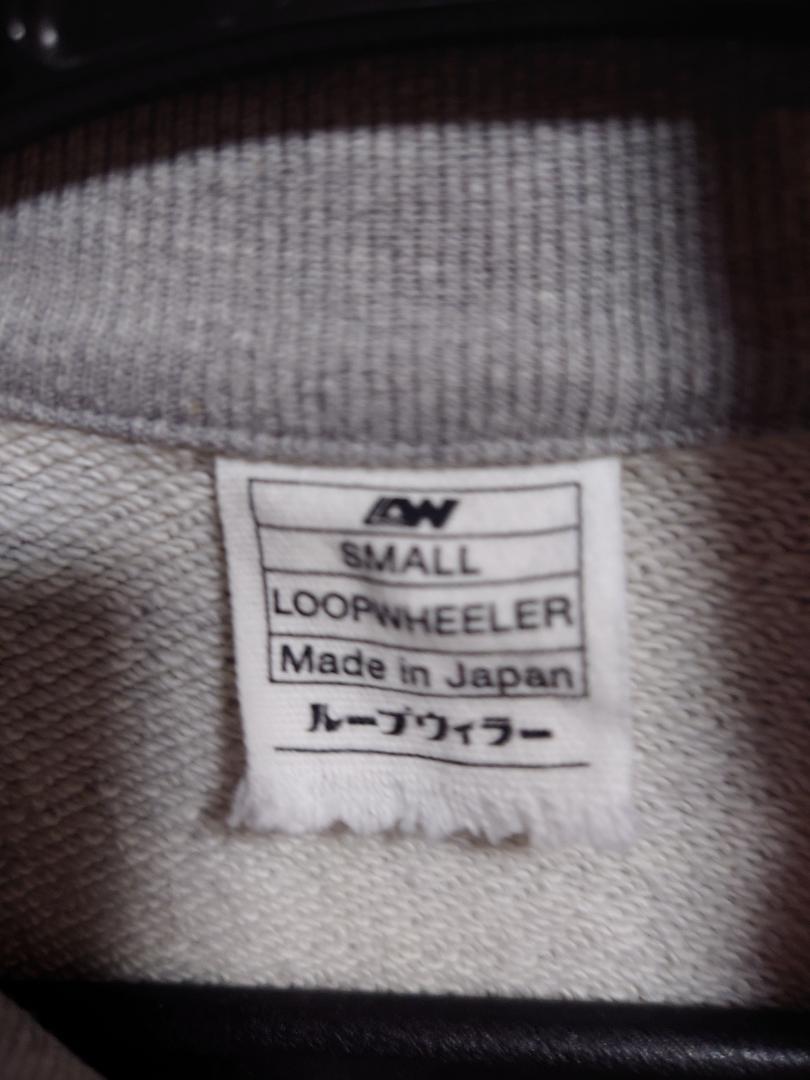 LW
SMALL
LOOPWHEELER
Made in Japan
ループウィラー